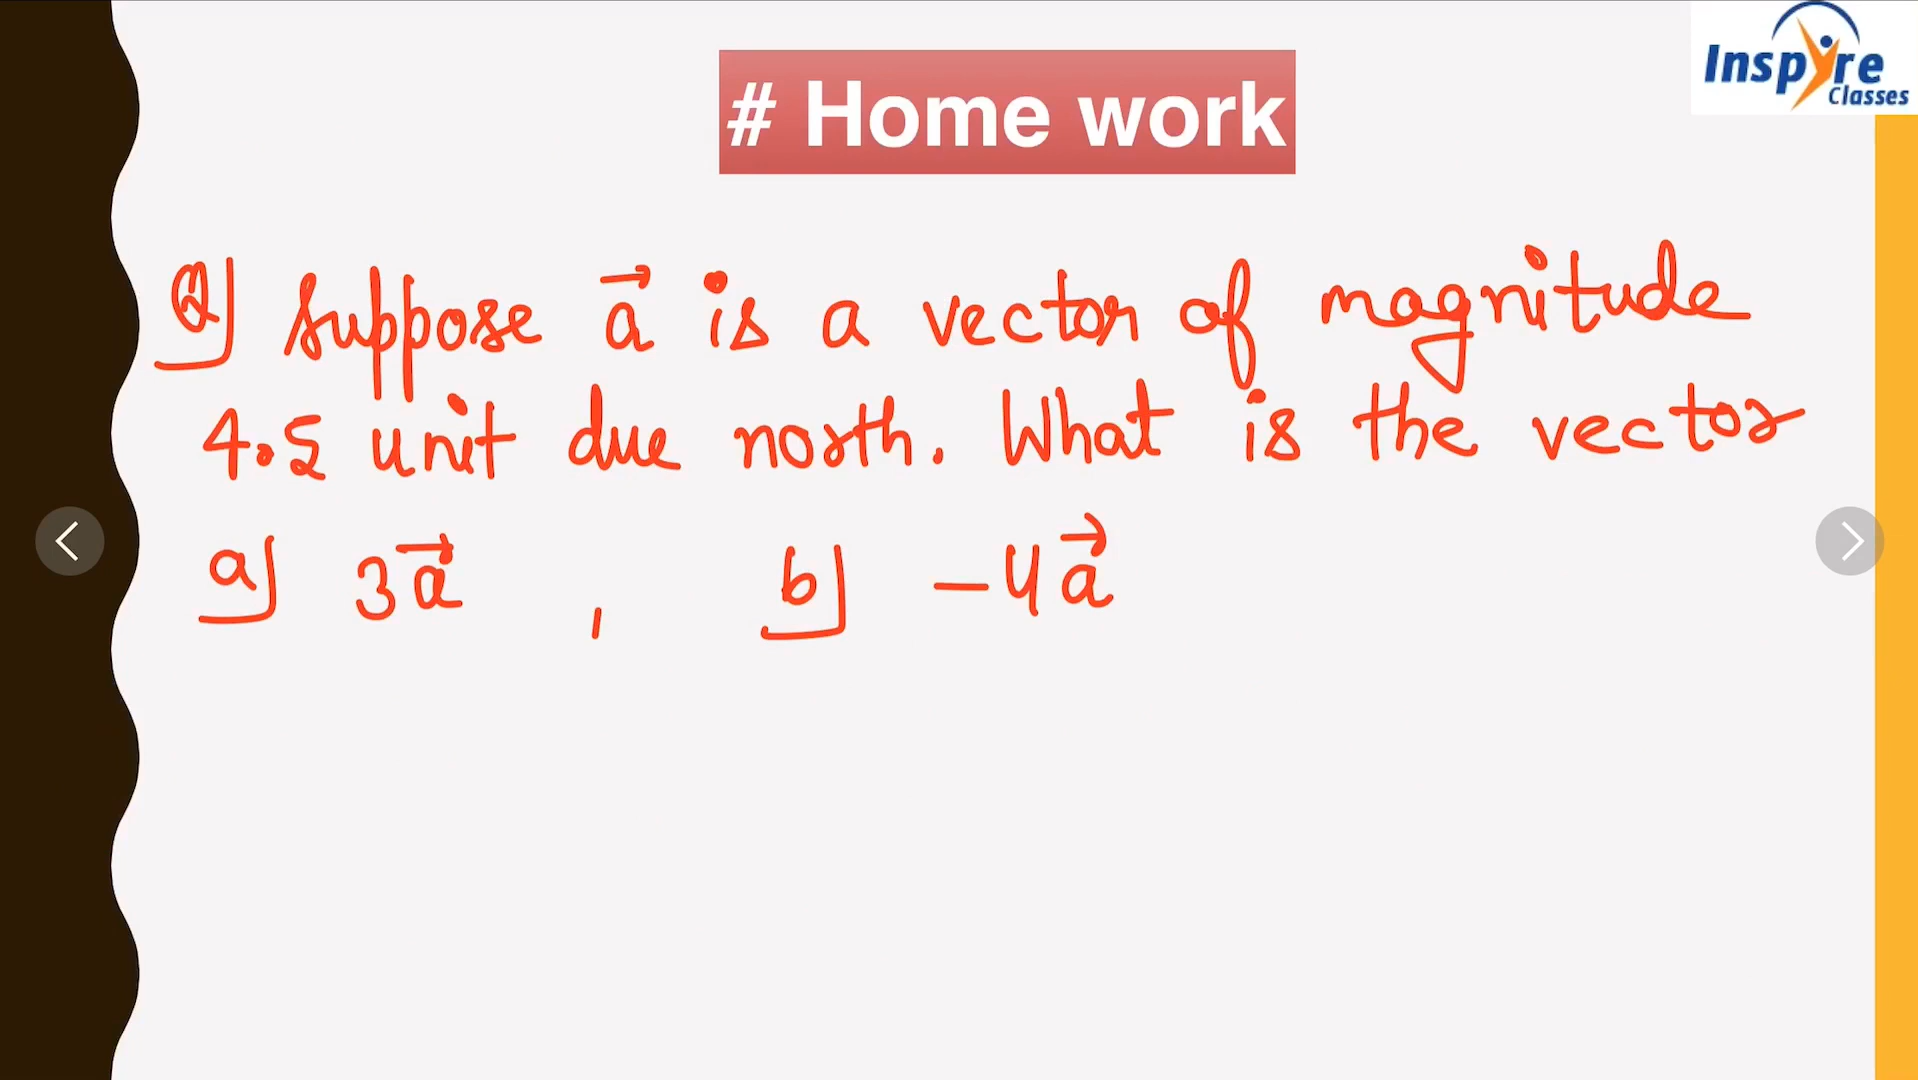 Inspyre
Classes
# Home work
Q] Suppose a⃗ is a vector of magnitude
4.5 unit due north. What is the vector
a] 3a⃗ , b] -4a⃗